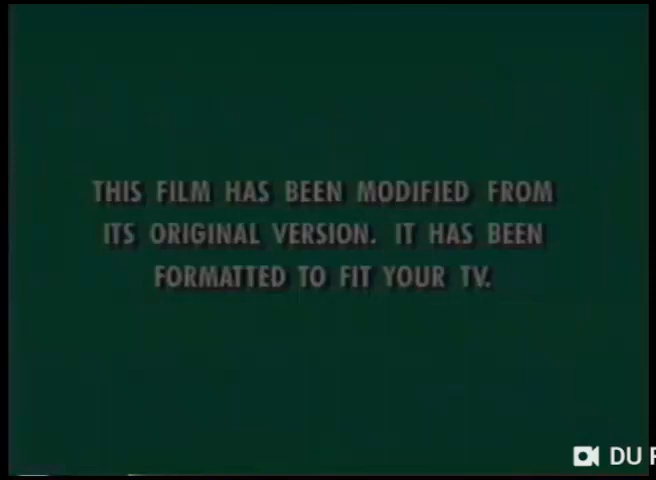 THIS FILM HAS BEEN MODIFIED FROM
ITS ORIGINAL VERSION. IT HAS BEEN
FORMATTED TO FIT YOUR TV.
DU